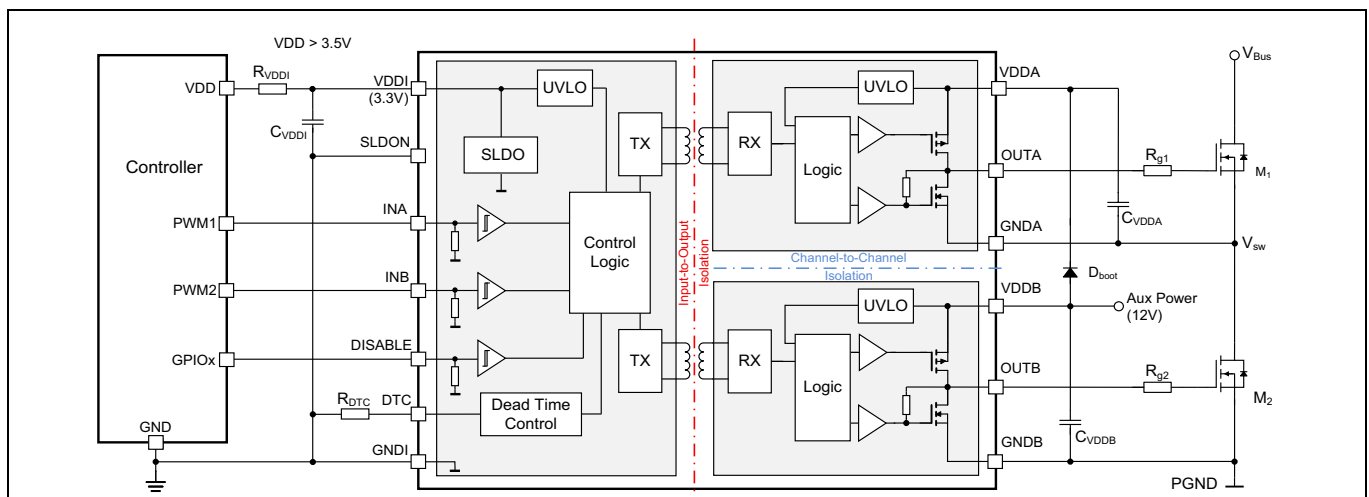 VDD > 3.5V
VDD
RVDDI
VDDI
(3.3V)
CVDDI
SLDON
Controller
PWM1
INA
PWM2
INB
GPIOx
DISABLE
RDTC
DTC
GND
GNDI
UVLO
SLDO
TX
Control
Logic
TX
Dead Time
Control
Input-to-Output
Isolation
RX
UVLO
Logic
Channel-to-Channel
Isolation
RX
UVLO
Logic
VDDA
OUTA
GNDA
VDDB
OUTB
GNDB
VBus
Rg1
M1
CVDDA
Vsw
Dboot
Aux Power
(12V)
Rg2
M2
CVDDB
PGND